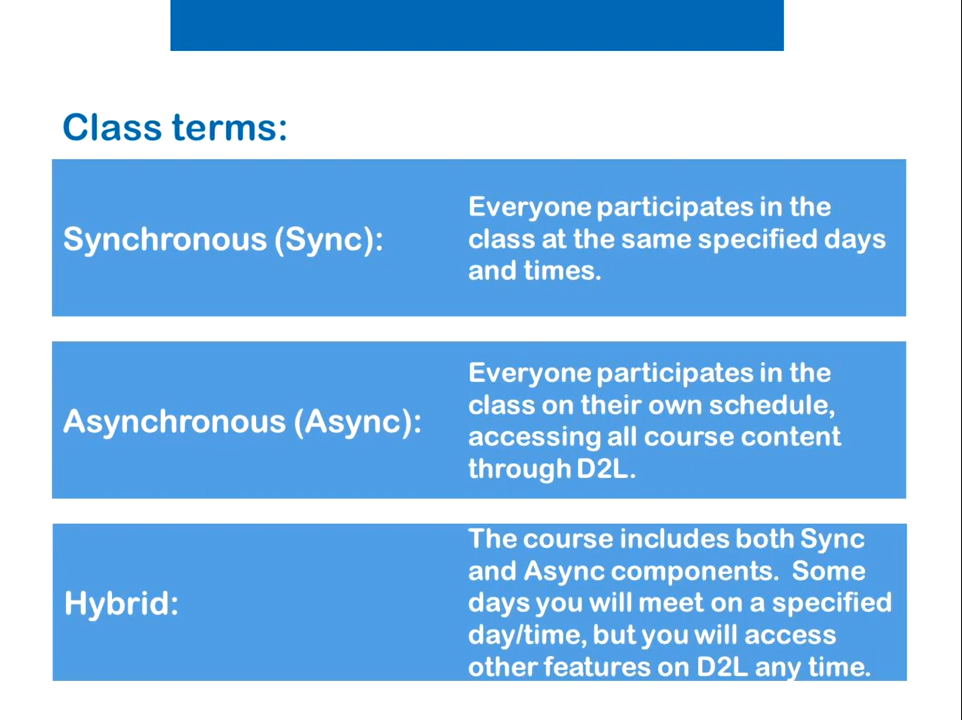 Class terms:
Synchronous (Sync):
Everyone participates in the
class at the same specified days
and times.
Asynchronous (Async):
Everyone participates in the
class on their own schedule,
accessing all course content
through D2L.
Hybrid:
The course includes both Sync
and Async components.  Some
days you will meet on a specified
day/time, but you will access
other features on D2L any time.